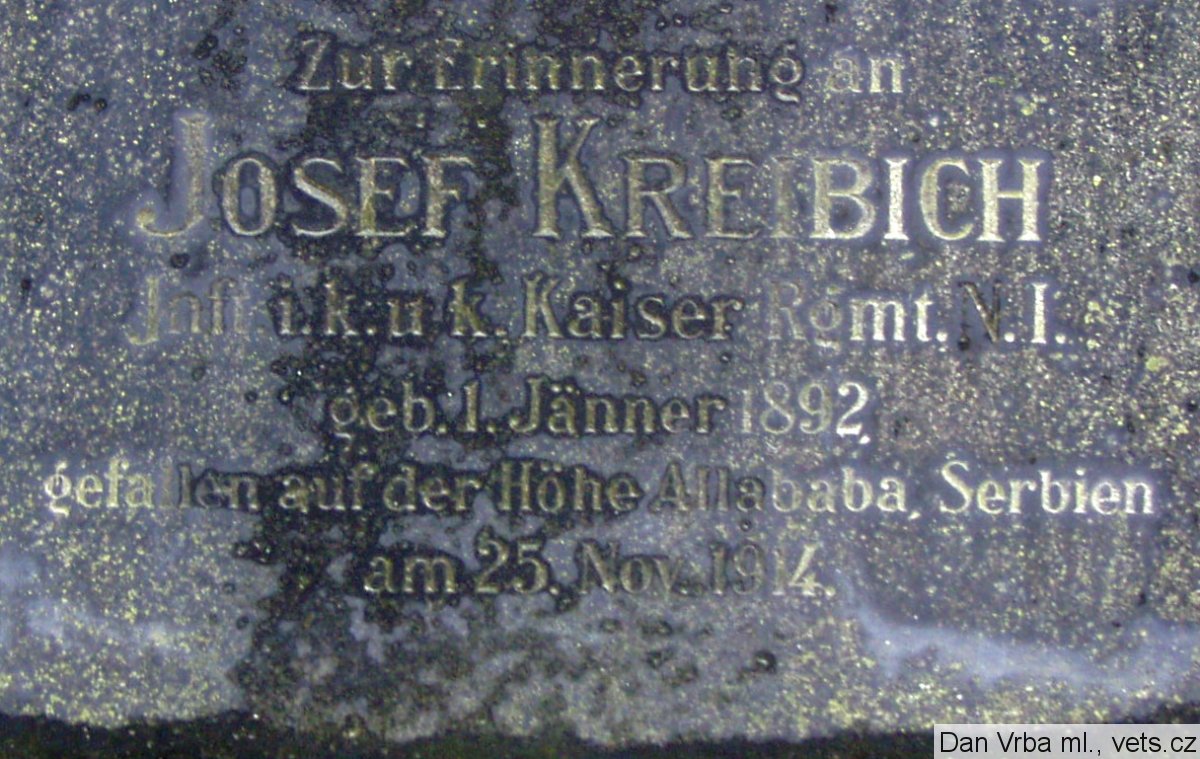 Zur Erinnerung an
JOSEF KREIBICH
Jnft. i. k. u. k. Kaiser Rgmt. N. I.
geb. 1. Jänner 1892,
gefallen auf der Höhe Allababa, Serbien
am 25. Nov. 1914.
Dan Vrba ml., vets.cz